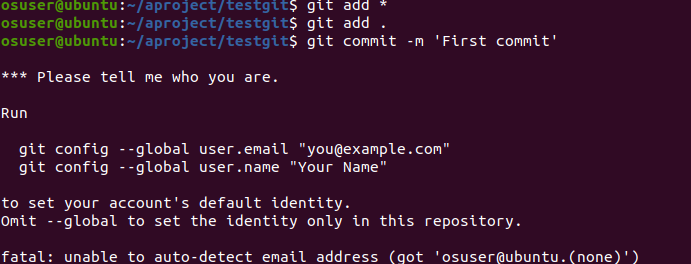 osuser@ubuntu:~/aproject/testgit$ git add *
osuser@ubuntu:~/aproject/testgit$ git add .
osuser@ubuntu:~/aproject/testgit$ git commit -m 'First commit'
*** Please tell me who you are.
Run
  git config --global user.email "you@example.com"
  git config --global user.name "Your Name"
to set your account's default identity.
Omit --global to set the identity only in this repository.
fatal: unable to auto-detect email address (got 'osuser@ubuntu.(none)')